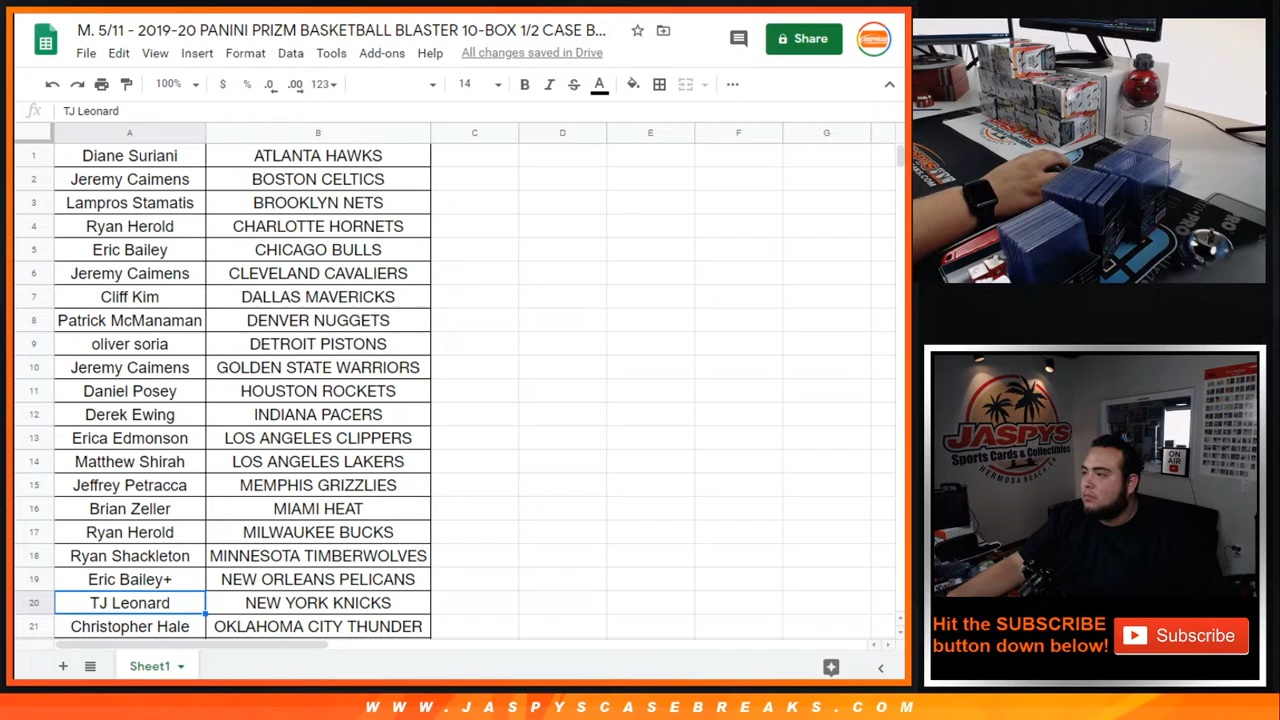 M. 5/11 - 2019-20 PANINI PRIZM BASKETBALL BLASTER 10-BOX 1/2 CASE B...
File Edit View Insert Format Data Tools Add-ons Help All changes saved in Drive
Share
100% $ % .0 .00 123 14 B I S A
fx TJ Leonard
A B C D E F G
1 Diane Suriani ATLANTA HAWKS
2 Jeremy Caimens BOSTON CELTICS
3 Lampros Stamatis BROOKLYN NETS
4 Ryan Herold CHARLOTTE HORNETS
5 Eric Bailey CHICAGO BULLS
6 Jeremy Caimens CLEVELAND CAVALIERS
7 Cliff Kim DALLAS MAVERICKS
8 Patrick McManaman DENVER NUGGETS
9 oliver soria DETROIT PISTONS
10 Jeremy Caimens GOLDEN STATE WARRIORS
11 Daniel Posey HOUSTON ROCKETS
12 Derek Ewing INDIANA PACERS
13 Erica Edmonson LOS ANGELES CLIPPERS
14 Matthew Shirah LOS ANGELES LAKERS
15 Jeffrey Petracca MEMPHIS GRIZZLIES
16 Brian Zeller MIAMI HEAT
17 Ryan Herold MILWAUKEE BUCKS
18 Ryan Shackleton MINNESOTA TIMBERWOLVES
19 Eric Bailey+ NEW ORLEANS PELICANS
20 TJ Leonard NEW YORK KNICKS
21 Christopher Hale OKLAHOMA CITY THUNDER
Sheet1
JASPYS
Sports Cards & Collectibles
HERMOSA BEACH, CA
ON AIR
Hit the SUBSCRIBE
button down below!
Subscribe
WWW.JASPYSCASEBREAKS.COM